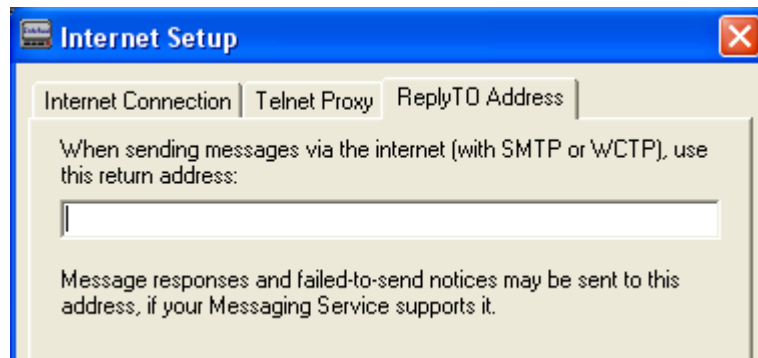 Internet Setup
Internet Connection
Telnet Proxy
ReplyTO Address
When sending messages via the internet (with SMTP or WCTP), use
this return address:
Message responses and failed-to-send notices may be sent to this
address, if your Messaging Service supports it.